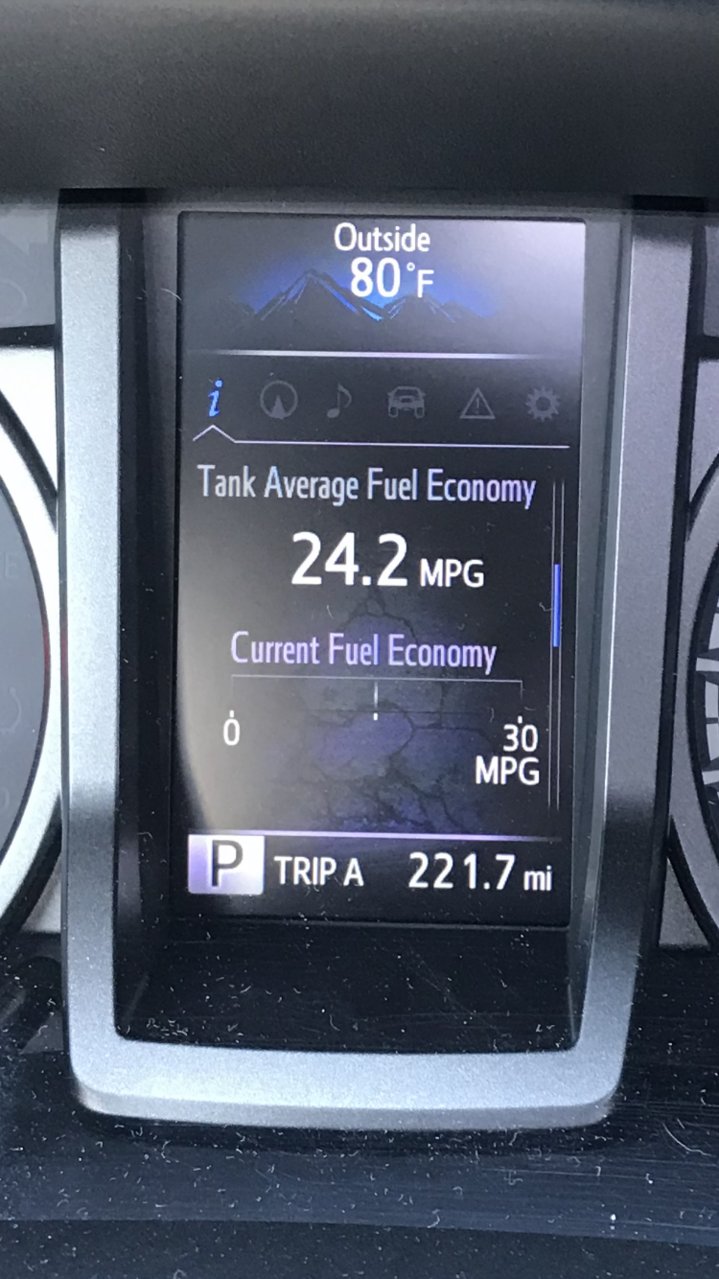 Outside
80°F
i
Tank Average Fuel Economy
24.2 MPG
Current Fuel Economy
0 30
MPG
P TRIP A 221.7 mi